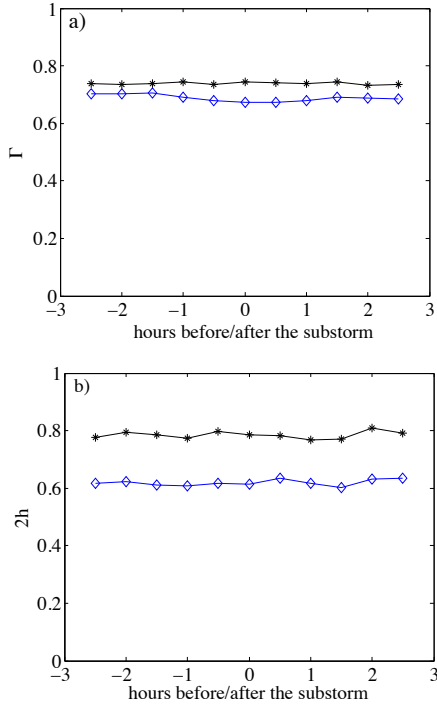 a)
1
0.8
0.6
0.4
0.2
0
Γ
−3 −2 −1 0 1 2 3
hours before/after the substorm
b)
1
0.8
0.6
0.4
0.2
0
2h
−3 −2 −1 0 1 2 3
hours before/after the substorm